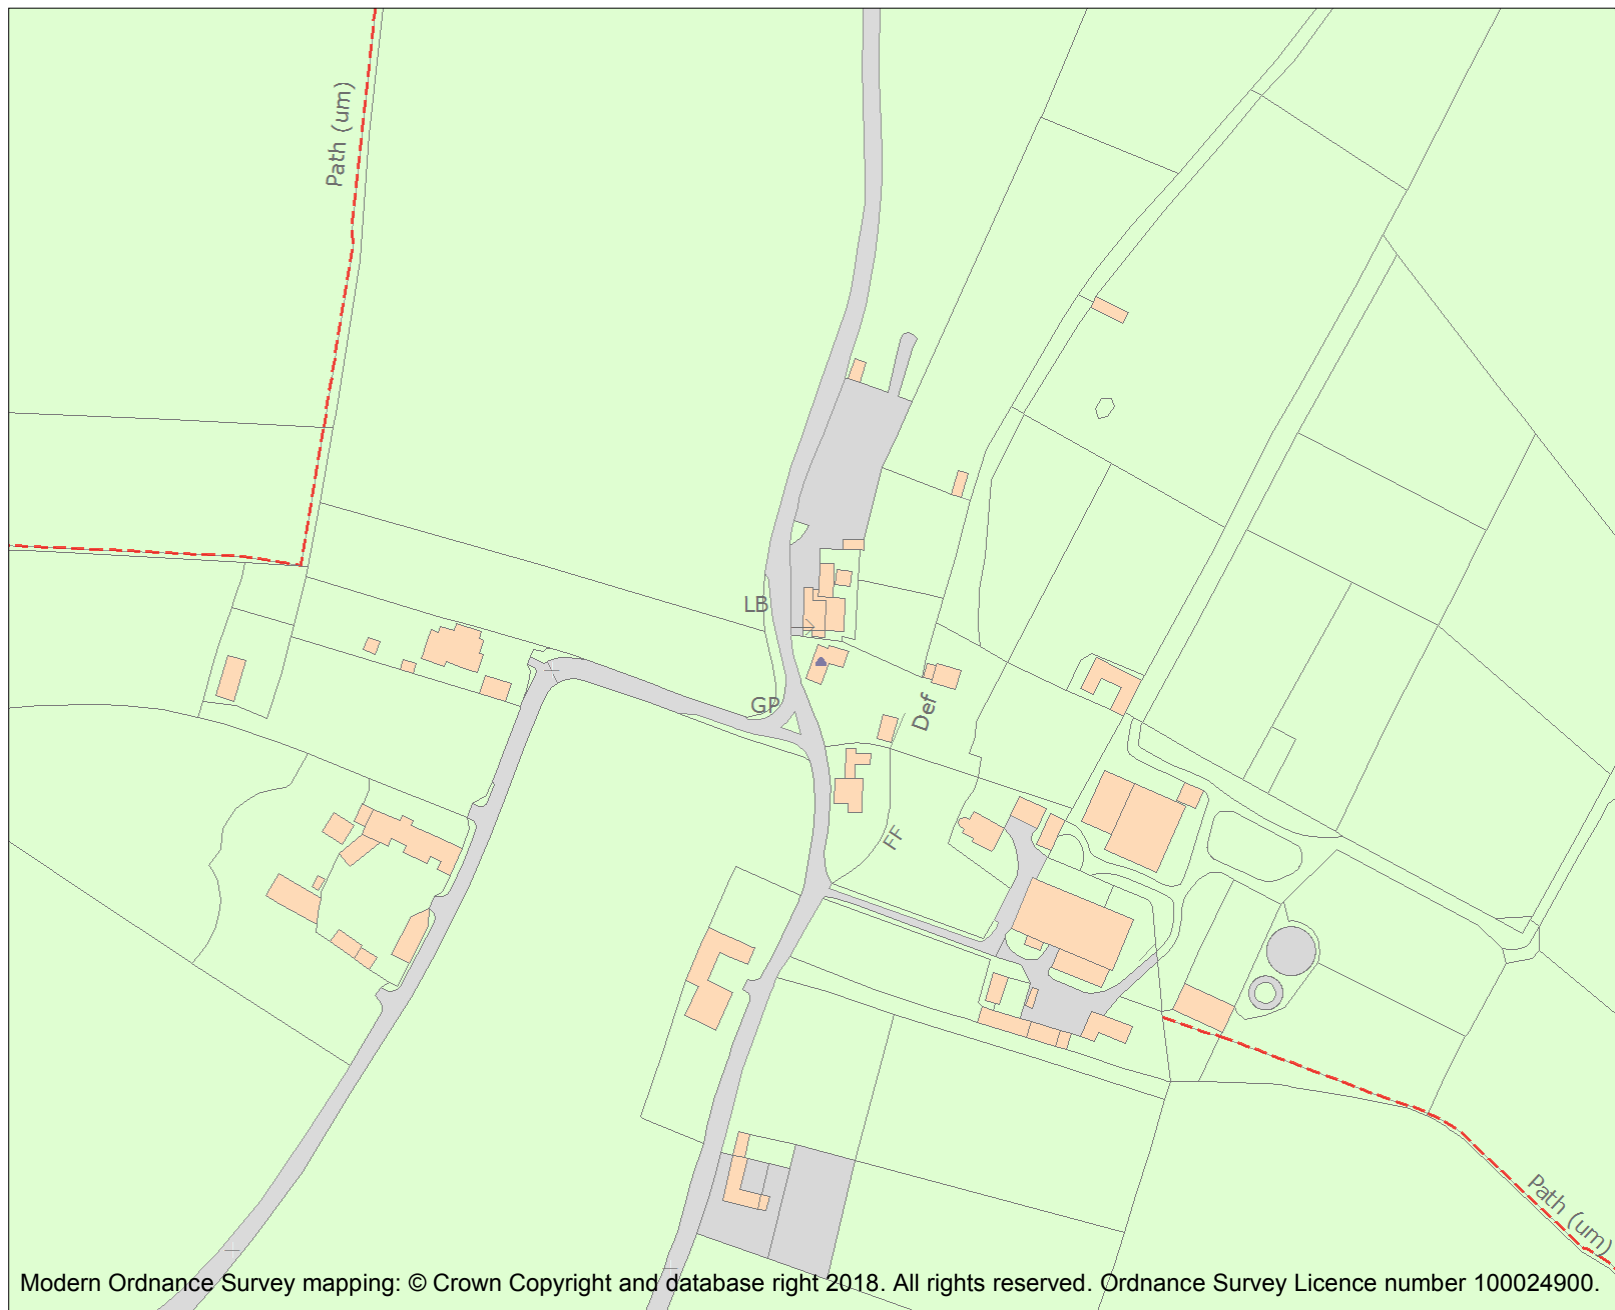 Path (um)
LB
GP
Def
FF
Path (um)
Modern Ordnance Survey mapping: © Crown Copyright and database right 2018. All rights reserved. Ordnance Survey Licence number 100024900.